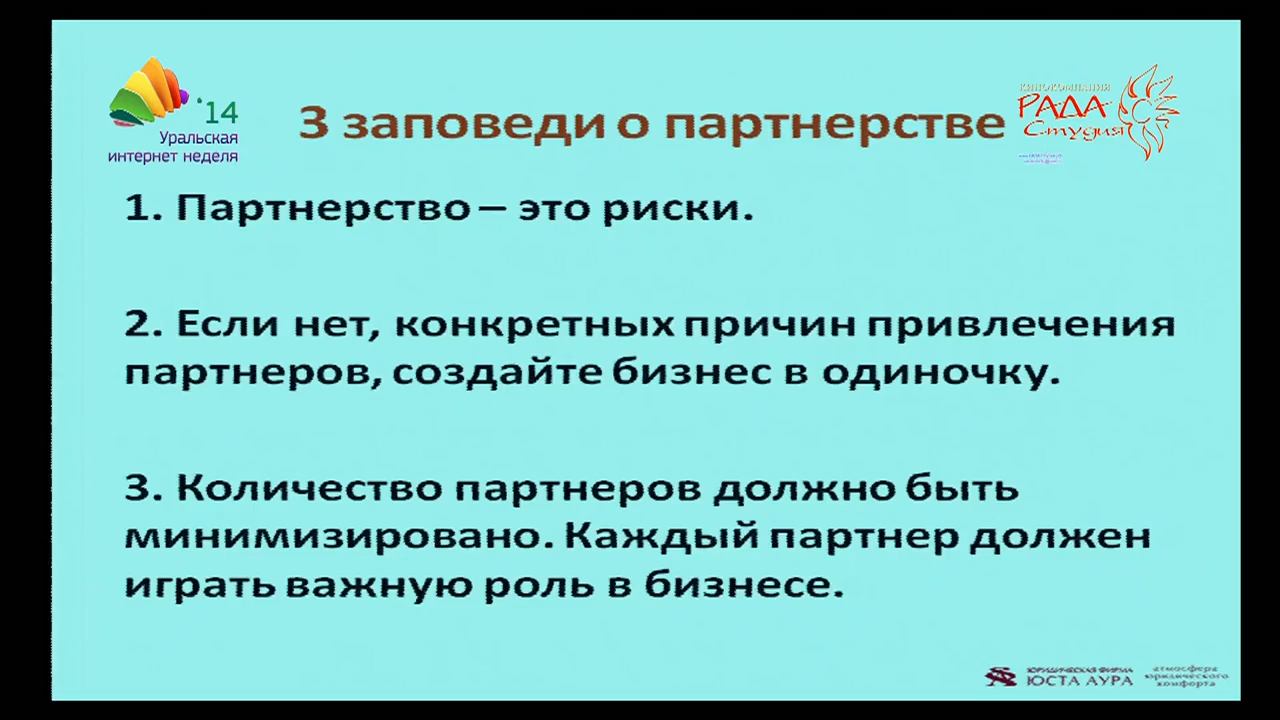 '14
Уральская
интернет неделя
3 заповеди о партнерстве
КИНОКОМПАНИЯ
РАДА
Студия
1. Партнерство – это риски.
2. Если нет, конкретных причин привлечения
партнеров, создайте бизнес в одиночку.
3. Количество партнеров должно быть
минимизировано. Каждый партнер должен
играть важную роль в бизнесе.
ЮРИДИЧЕСКАЯ ФИРМА
ЮСТА АУРА
атмосфера
юридического
комфорта